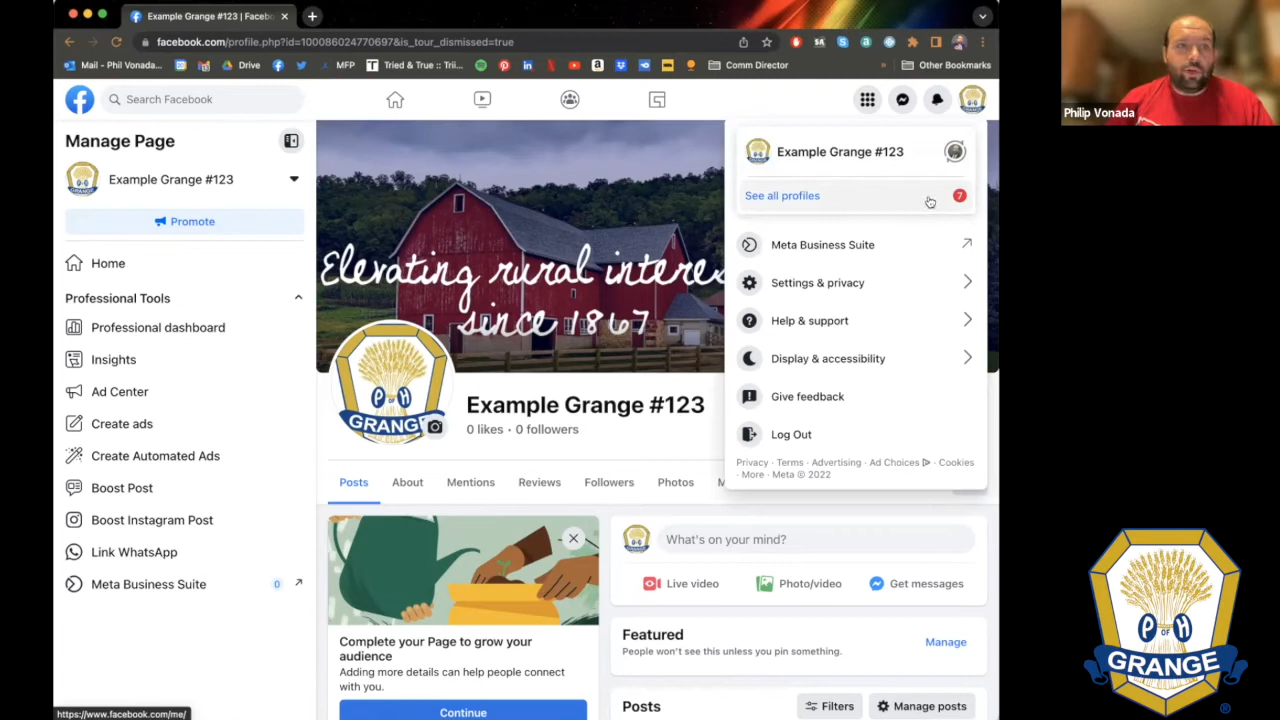 Example Grange #123 | Facebo
facebook.com/profile.php?id=100086024770697&is_tour_dismissed=true
Mail - Phil Vonada...
Drive
MFP
Tried & True :: Trii...
Comm Director
»
Other Bookmarks
Philip Vonada
Search Facebook
Manage Page
Example Grange #123
Promote
Home
Professional Tools
Professional dashboard
Insights
Ad Center
Create ads
Create Automated Ads
Boost Post
Boost Instagram Post
Link WhatsApp
Meta Business Suite 0
https://www.facebook.com/me/
Elevating rural interes
since 1867
P OF H
GRANGE
Example Grange #123
0 likes · 0 followers
Posts About Mentions Reviews Followers Photos M
Example Grange #123
See all profiles 7
Meta Business Suite
Settings & privacy
Help & support
Display & accessibility
Give feedback
Log Out
Privacy · Terms · Advertising · Ad Choices · Cookies
· More · Meta © 2022
Complete your Page to grow your
audience
Adding more details can help people connect
with you.
Continue
What's on your mind?
Live video Photo/video Get messages
Featured
Manage
People won't see this unless you pin something.
Posts Filters Manage posts
P OF H
GRANGE
®